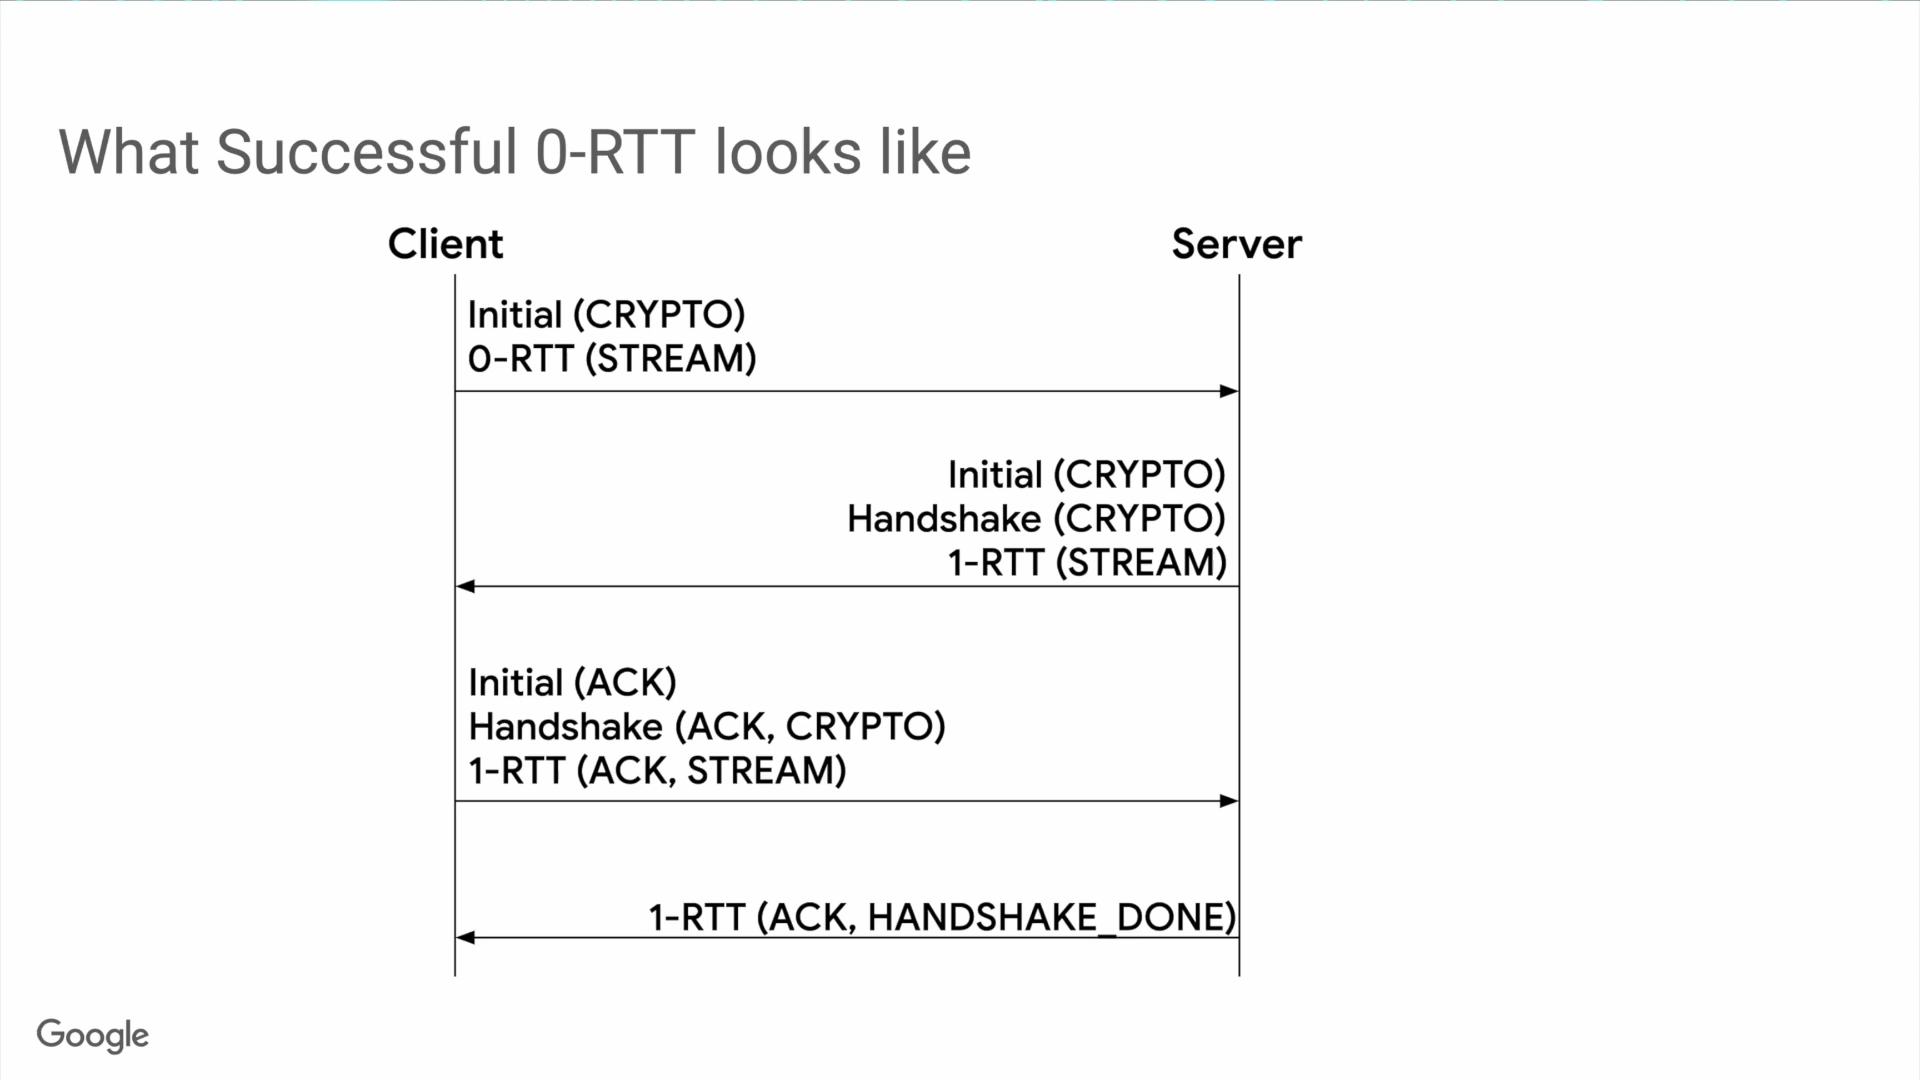 What Successful 0-RTT looks like
Client
Server
Initial (CRYPTO)
0-RTT (STREAM)
Initial (CRYPTO)
Handshake (CRYPTO)
1-RTT (STREAM)
Initial (ACK)
Handshake (ACK, CRYPTO)
1-RTT (ACK, STREAM)
1-RTT (ACK, HANDSHAKE_DONE)
Google